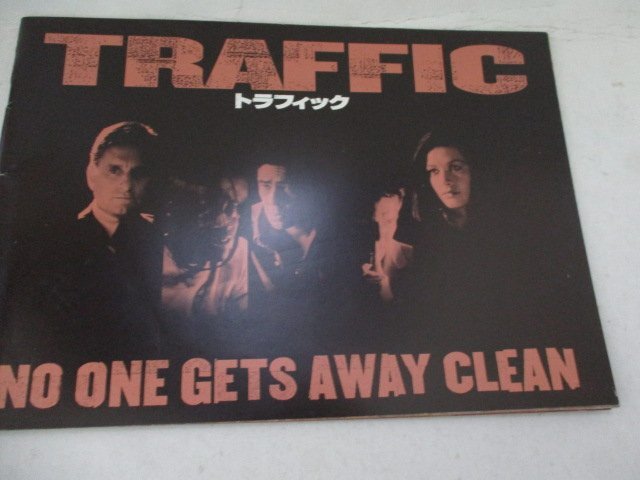 TRAFFIC
トラフィック
NO ONE GETS AWAY CLEAN